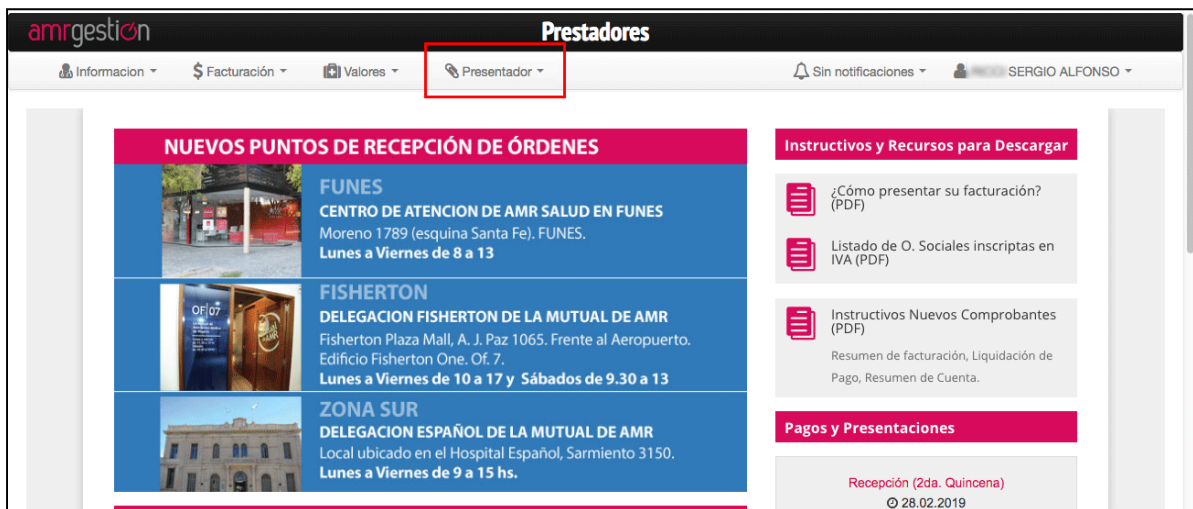 amrgestión
Prestadores
Informacion
$ Facturación
Valores
Presentador
Sin notificaciones
SERGIO ALFONSO
NUEVOS PUNTOS DE RECEPCIÓN DE ÓRDENES
FUNES
CENTRO DE ATENCION DE AMR SALUD EN FUNES
Moreno 1789 (esquina Santa Fe). FUNES.
Lunes a Viernes de 8 a 13
OF 07
FISHERTON
DELEGACION FISHERTON DE LA MUTUAL DE AMR
Fisherton Plaza Mall, A. J. Paz 1065. Frente al Aeropuerto.
Edificio Fisherton One. Of. 7.
Lunes a Viernes de 10 a 17 y Sábados de 9.30 a 13
ZONA SUR
DELEGACION ESPAÑOL DE LA MUTUAL DE AMR
Local ubicado en el Hospital Español, Sarmiento 3150.
Lunes a Viernes de 9 a 15 hs.
Instructivos y Recursos para Descargar
¿Cómo presentar su facturación?
(PDF)
Listado de O. Sociales inscriptas en
IVA (PDF)
Instructivos Nuevos Comprobantes
(PDF)
Resumen de facturación, Liquidación de
Pago, Resumen de Cuenta.
Pagos y Presentaciones
Recepción (2da. Quincena)
28.02.2019